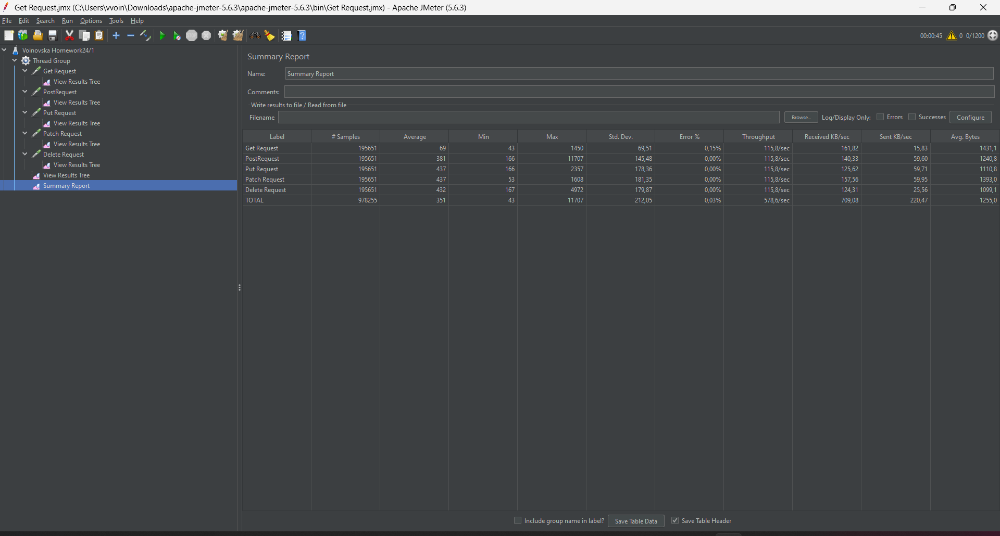 Get Request.jmx (C:\Users\vvoin\Downloads\apache-jmeter-5.6.3\apache-jmeter-5.6.3\bin\Get Request.jmx) - Apache JMeter (5.6.3)
File Edit Search Run Options Tools Help
00:00:45 0 0/1200
Voinovska Homework24/1
Thread Group
Get Request
View Results Tree
PostRequest
View Results Tree
Put Request
View Results Tree
Patch Request
View Results Tree
Delete Request
View Results Tree
View Results Tree
Summary Report
Summary Report
Name: Summary Report
Comments:
Write results to file / Read from file
Filename Browse... Log/Display Only: Errors Successes Configure
Label # Samples Average Min Max Std. Dev. Error % Throughput Received KB/sec Sent KB/sec Avg. Bytes
Get Request 195651 69 43 1450 69,51 0,15% 115,8/sec 161,82 15,83 1431,1
PostRequest 195651 381 166 11707 145,48 0,00% 115,8/sec 140,33 59,60 1240,8
Put Request 195651 437 166 2357 178,36 0,00% 115,8/sec 125,62 59,71 1110,8
Patch Request 195651 437 53 1608 181,35 0,00% 115,8/sec 157,56 59,95 1393,0
Delete Request 195651 432 167 4972 179,87 0,00% 115,8/sec 124,31 25,56 1099,1
TOTAL 978255 351 43 11707 212,05 0,03% 578,6/sec 709,08 220,47 1255,0
Include group name in label? Save Table Data Save Table Header